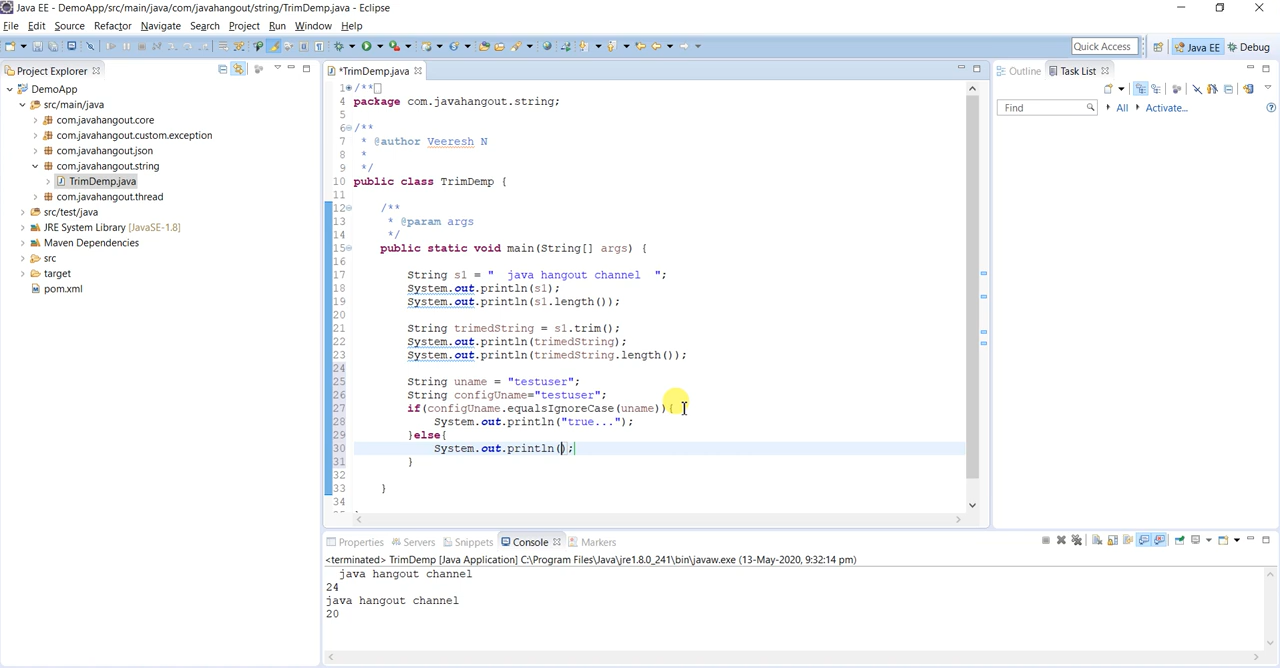 Java EE - DemoApp/src/main/java/com/javahangout/string/TrimDemp.java - Eclipse
File Edit Source Refactor Navigate Search Project Run Window Help
Quick Access Java EE Debug
Project Explorer
DemoApp
src/main/java
com.javahangout.core
com.javahangout.custom.exception
com.javahangout.json
com.javahangout.string
TrimDemp.java
com.javahangout.thread
src/test/java
JRE System Library [JavaSE-1.8]
Maven Dependencies
src
target
pom.xml
*TrimDemp.java
1 /**
4 package com.javahangout.string;
5
6 /**
7 * @author Veeresh N
8 *
9 */
10 public class TrimDemp {
11
12 /**
13 * @param args
14 */
15 public static void main(String[] args) {
16
17 String s1 = "  java hangout channel  ";
18 System.out.println(s1);
19 System.out.println(s1.length());
20
21 String trimedString = s1.trim();
22 System.out.println(trimedString);
23 System.out.println(trimedString.length());
24
25 String uname = "testuser";
26 String configUname="testuser";
27 if(configUname.equalsIgnoreCase(uname)){
28 System.out.println("true...");
29 }else{
30 System.out.println();
31 }
32
33 }
34
Outline Task List
Find All Activate...
Properties Servers Snippets Console Markers
<terminated> TrimDemp [Java Application] C:\Program Files\Java\jre1.8.0_241\bin\javaw.exe (13-May-2020, 9:32:14 pm)
java hangout channel
24
java hangout channel
20